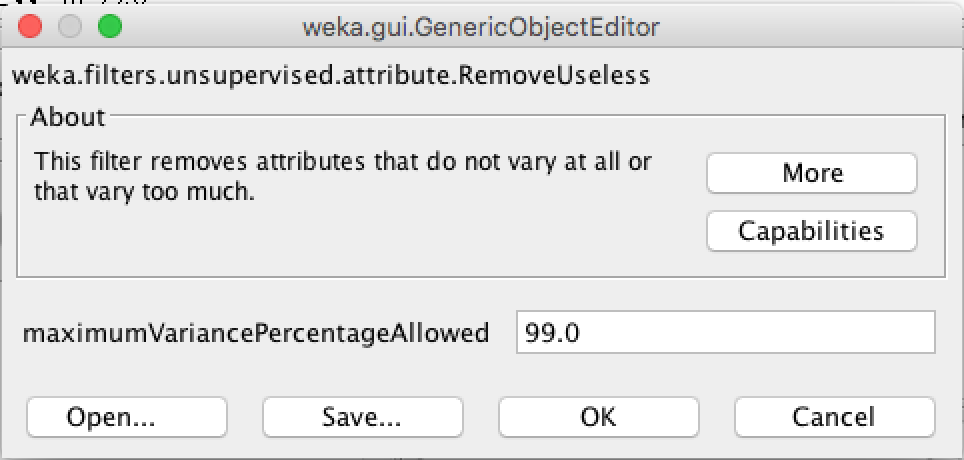 weka.gui.GenericObjectEditor
weka.filters.unsupervised.attribute.RemoveUseless
About
This filter removes attributes that do not vary at all or
that vary too much.
More
Capabilities
maximumVariancePercentageAllowed 99.0
Open... Save... OK Cancel